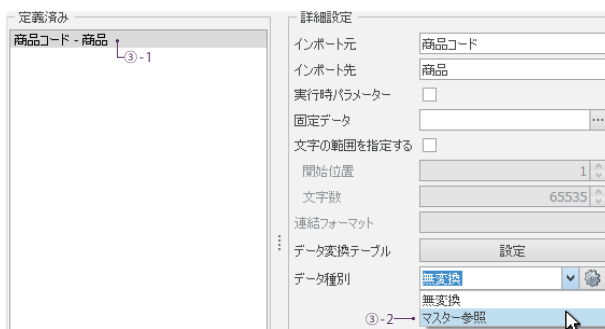 定義済み
商品コード - 商品
③-1
詳細設定
インポート元 商品コード
インポート先 商品
実行時パラメーター
固定データ ...
文字の範囲を指定する
開始位置 1
文字数 65535
連結フォーマット
データ変換テーブル 設定
データ種別 無変換
無変換
③-2 マスター参照